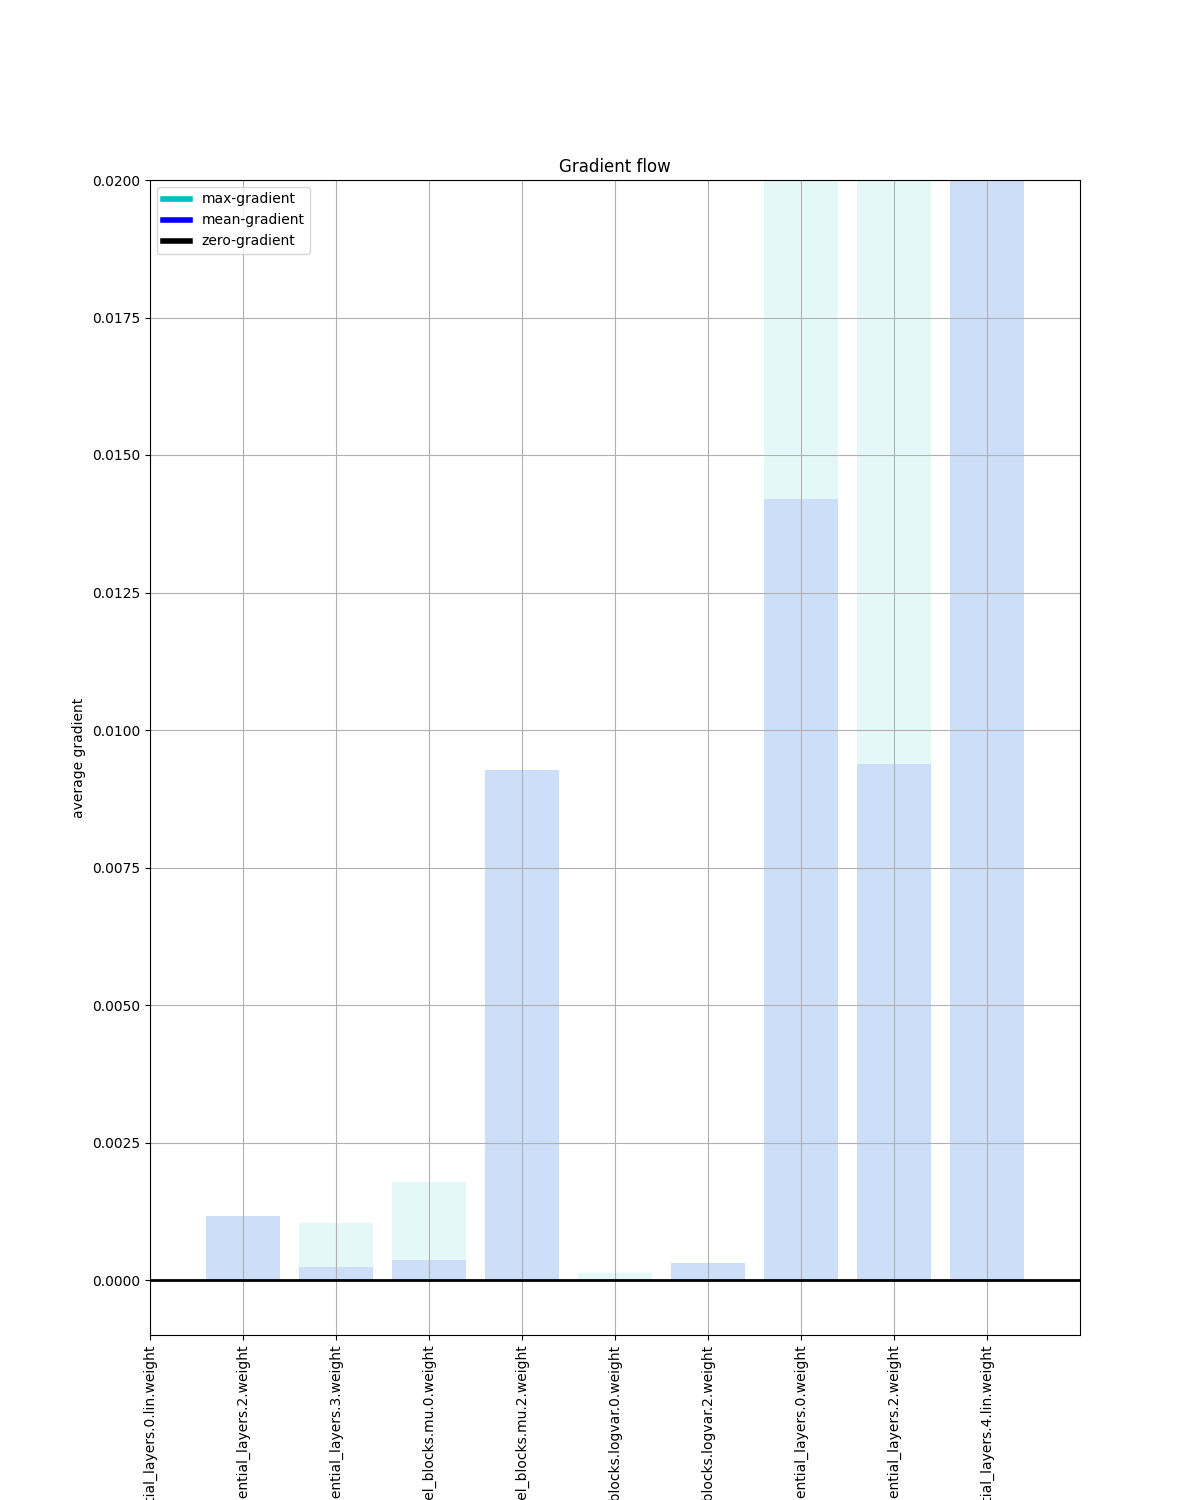 Gradient flow
max-gradient
mean-gradient
zero-gradient
0.0200
0.0175
0.0150
0.0125
0.0100
0.0075
0.0050
0.0025
0.0000
average gradient
tial_layers.0.lin.weight
ential_layers.2.weight
ential_layers.3.weight
el_blocks.mu.0.weight
el_blocks.mu.2.weight
blocks.logvar.0.weight
blocks.logvar.2.weight
ential_layers.0.weight
ential_layers.2.weight
tial_layers.4.lin.weight